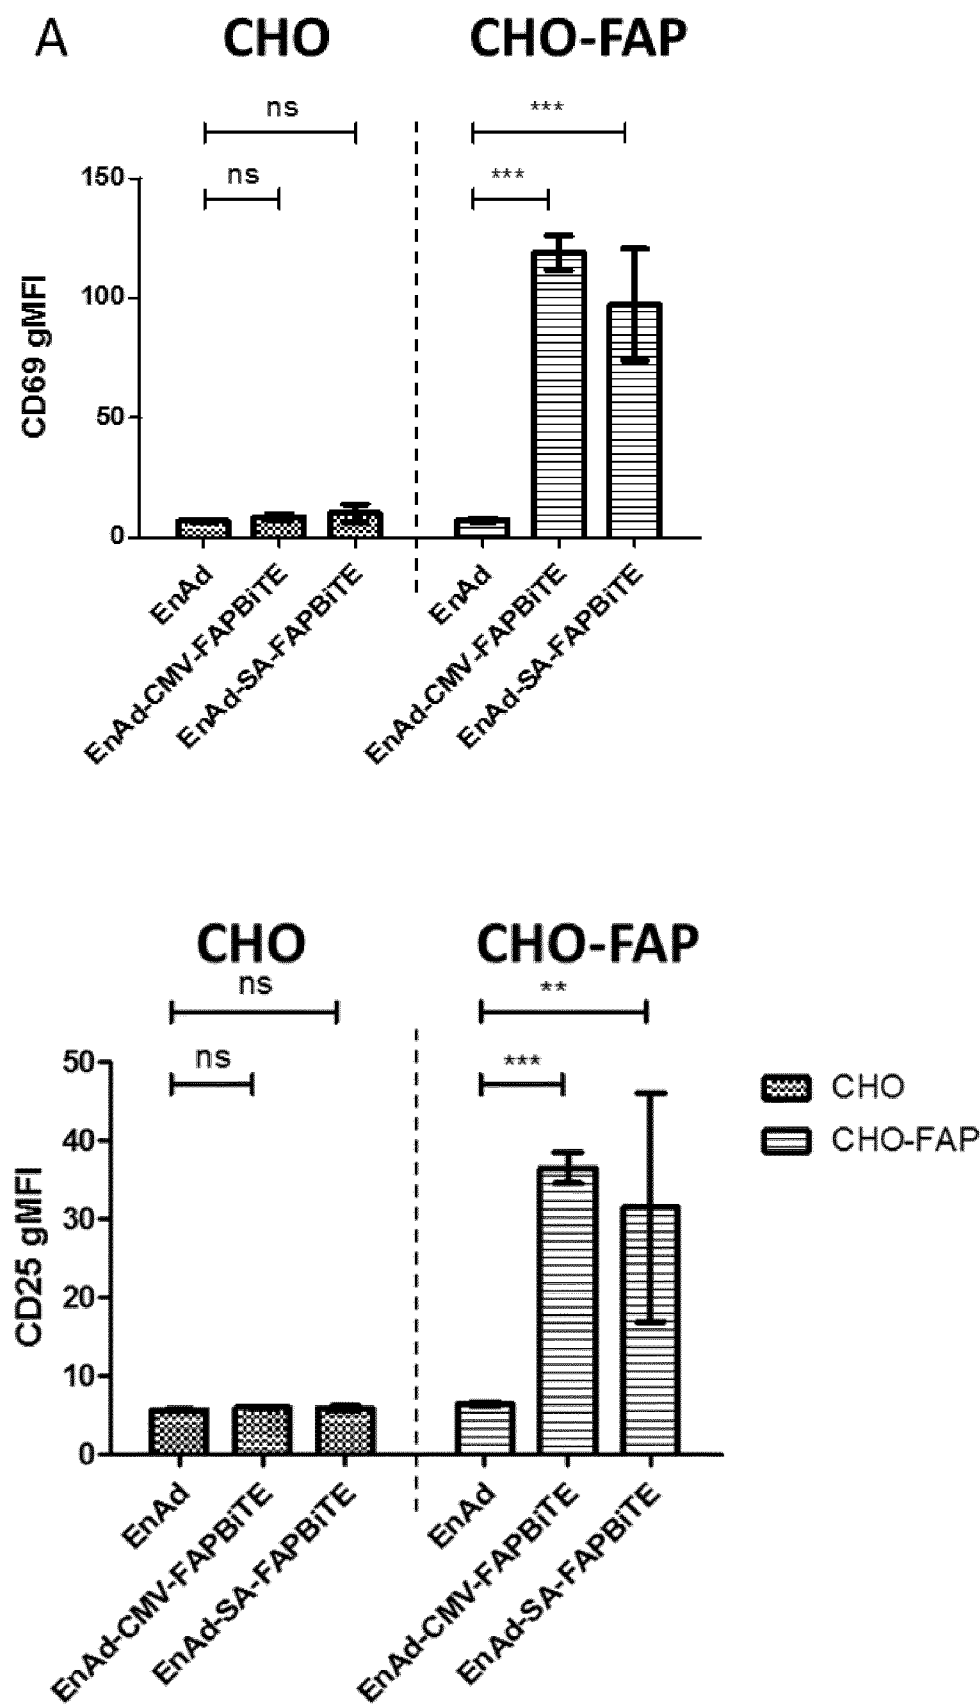 A
CHO
CHO-FAP
ns
***
ns
***
150
100
50
0
CD69 gMFI
EnAd
EnAd-CMV-FAPBiTE
EnAd-SA-FAPBiTE
EnAd
EnAd-CMV-FAPBiTE
EnAd-SA-FAPBiTE
CHO
CHO-FAP
ns
**
ns
***
50
40
30
20
10
0
CD25 gMFI
CHO
CHO-FAP
EnAd
EnAd-CMV-FAPBiTE
EnAd-SA-FAPBiTE
EnAd
EnAd-CMV-FAPBiTE
EnAd-SA-FAPBiTE